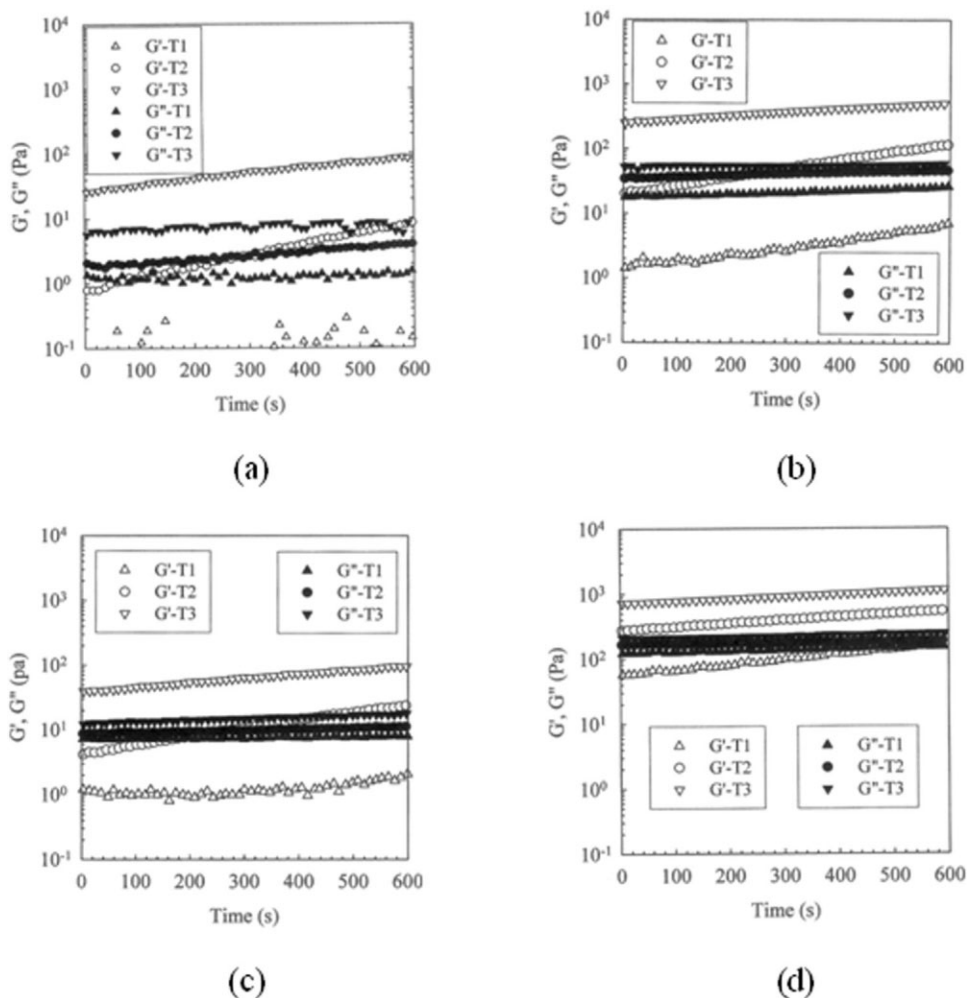 10⁴
10³
10²
10¹
10⁰
10⁻¹
G', G" (Pa)
G'-T1
G'-T2
G'-T3
G"-T1
G"-T2
G"-T3
0 100 200 300 400 500 600
Time (s)
(a)
10⁴
10³
10²
10¹
10⁰
10⁻¹
G', G" (Pa)
G'-T1
G'-T2
G'-T3
G"-T1
G"-T2
G"-T3
0 100 200 300 400 500 600
Time (s)
(b)
10⁴
10³
10²
10¹
10⁰
10⁻¹
G', G" (pa)
G'-T1
G'-T2
G'-T3
G"-T1
G"-T2
G"-T3
0 100 200 300 400 500 600
Time (s)
(c)
10⁴
10³
10²
10¹
10⁰
10⁻¹
G', G" (Pa)
G'-T1
G'-T2
G'-T3
G"-T1
G"-T2
G"-T3
0 100 200 300 400 500 600
Time (s)
(d)